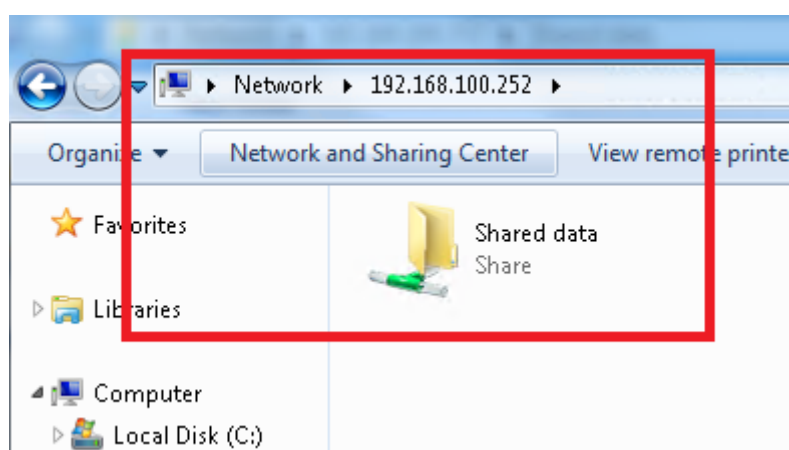 Network 192.168.100.252
Organize Network and Sharing Center View remote printe
Favorites
Shared data
Share
Libraries
Computer
Local Disk (C:)